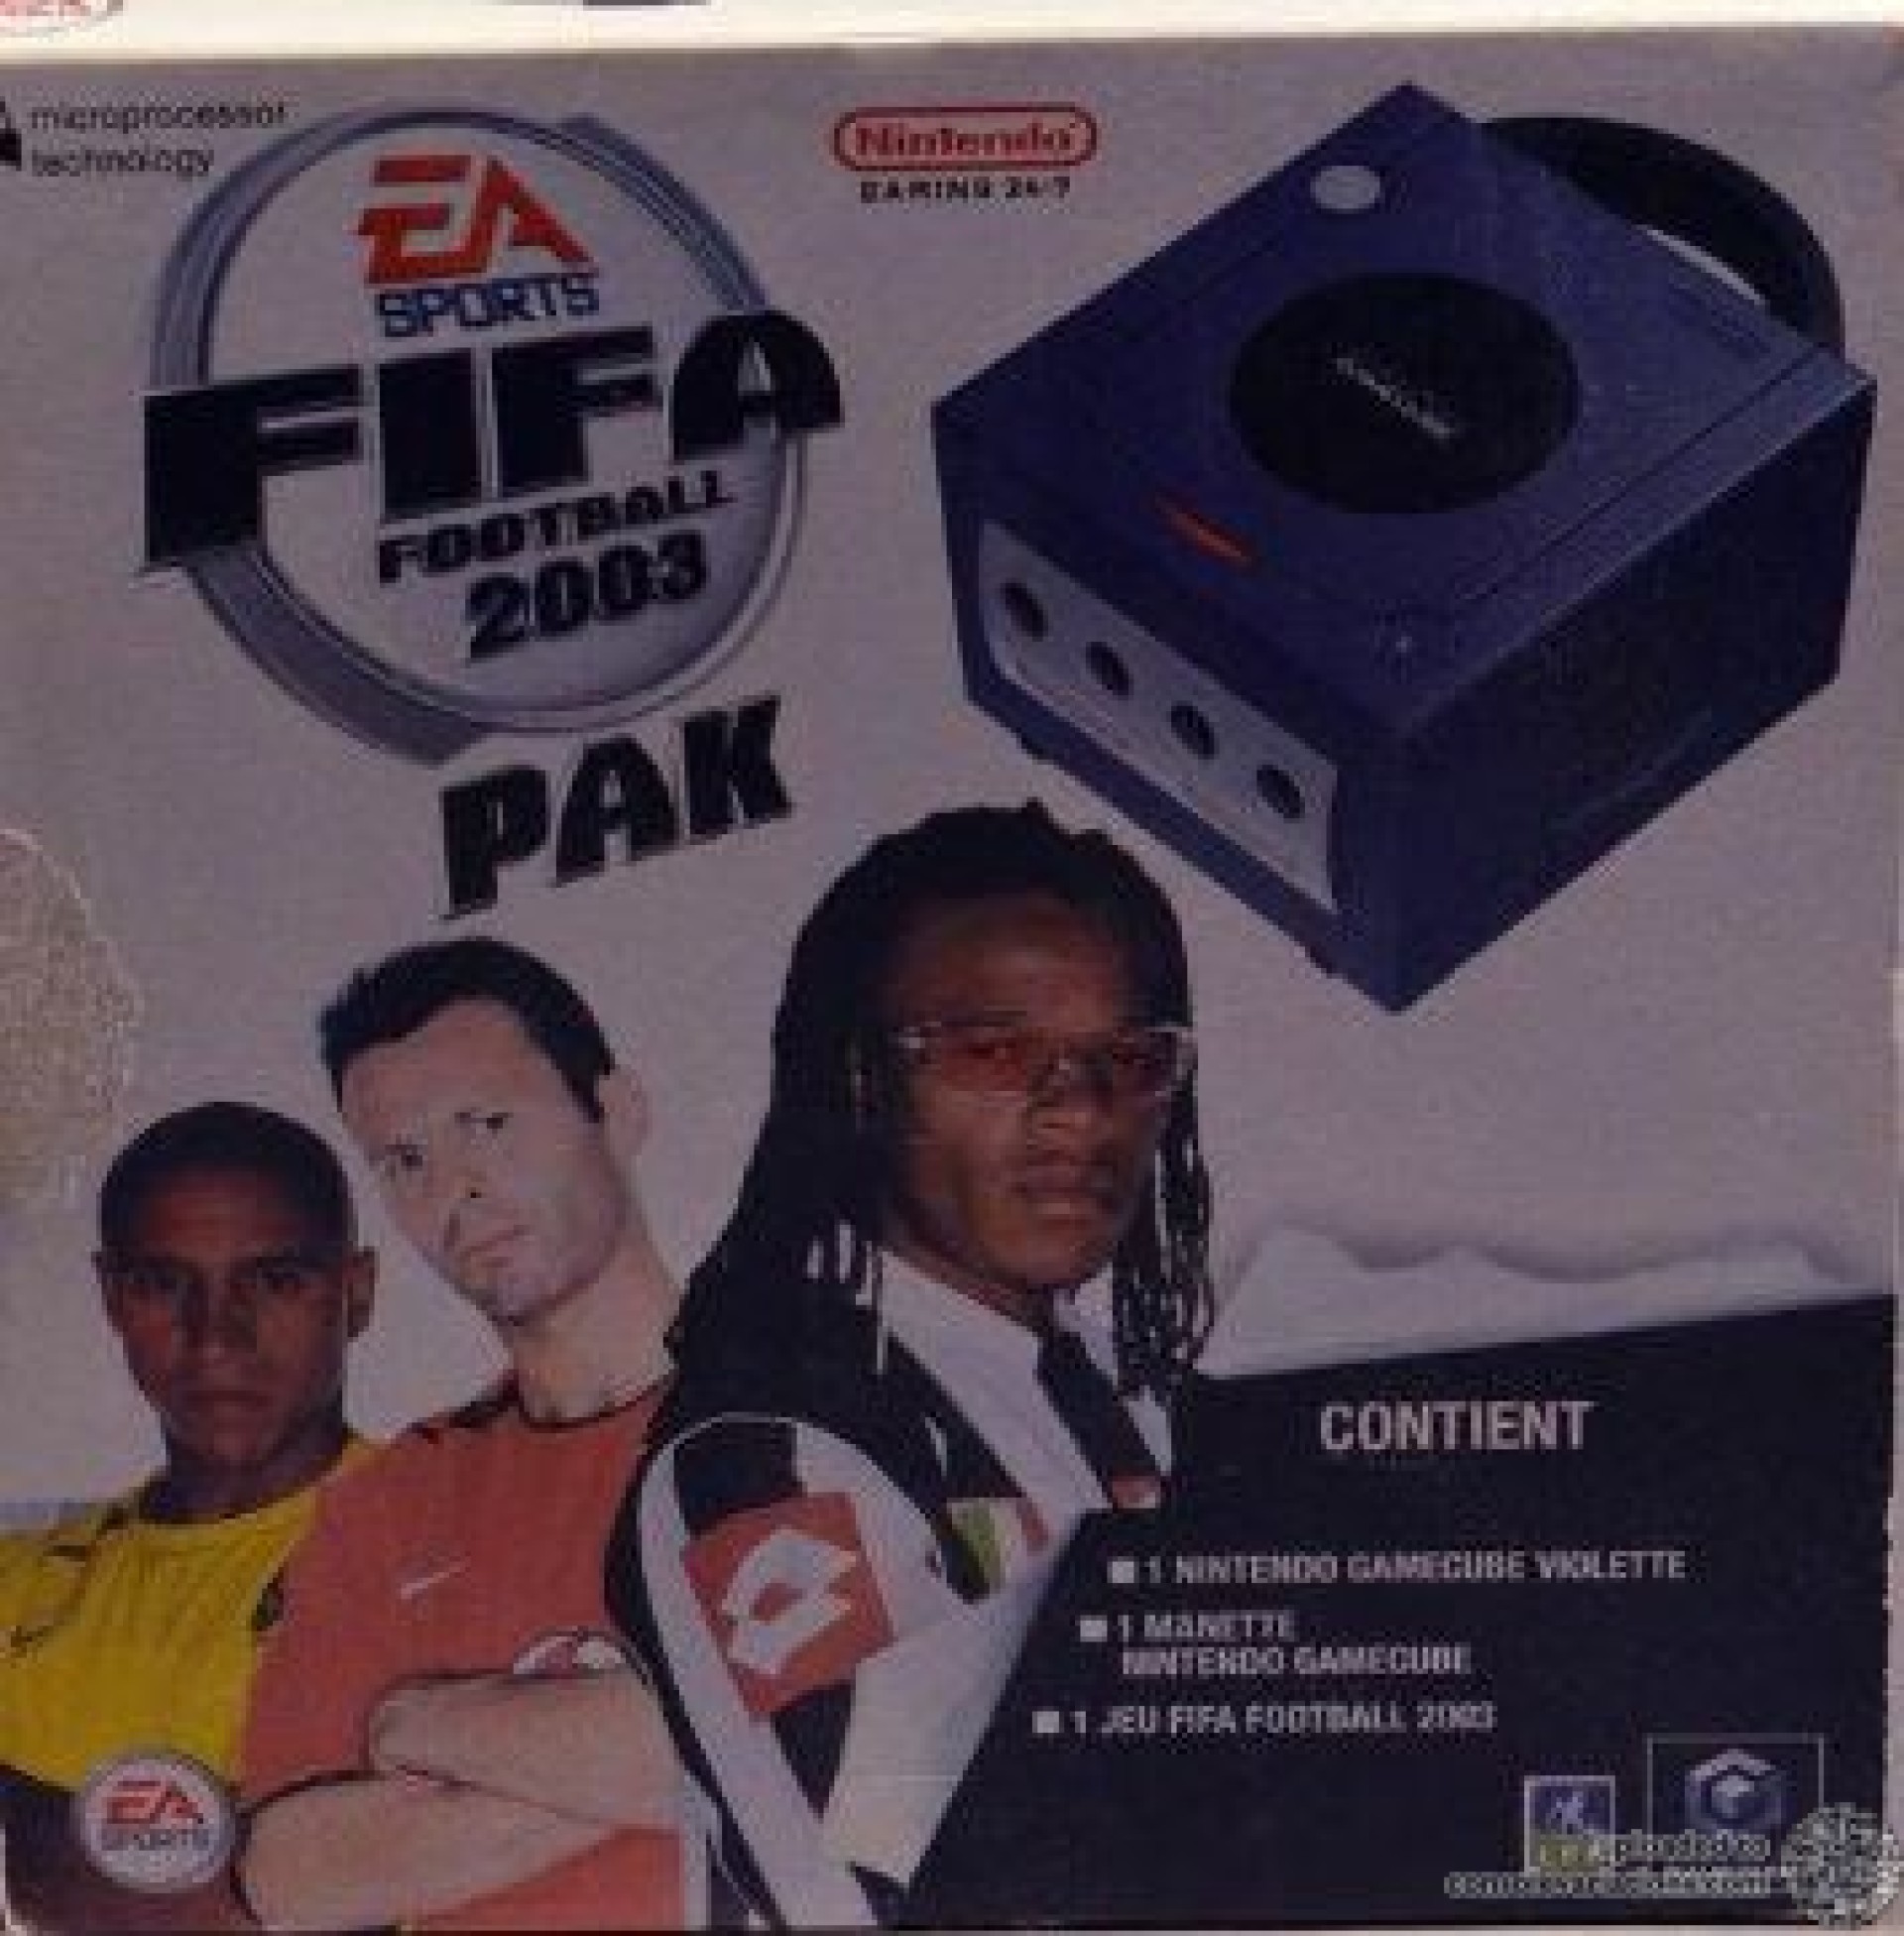 microprocessor
technology
EA
SPORTS
FIFA
FOOTBALL
2003
PAK
Nintendo
GAMING 24:7
CONTIENT
1 NINTENDO GAMECUBE VIOLETTE
1 MANETTE
NINTENDO GAMECUBE
1 JEU FIFA FOOTBALL 2003
EA
SPORTS